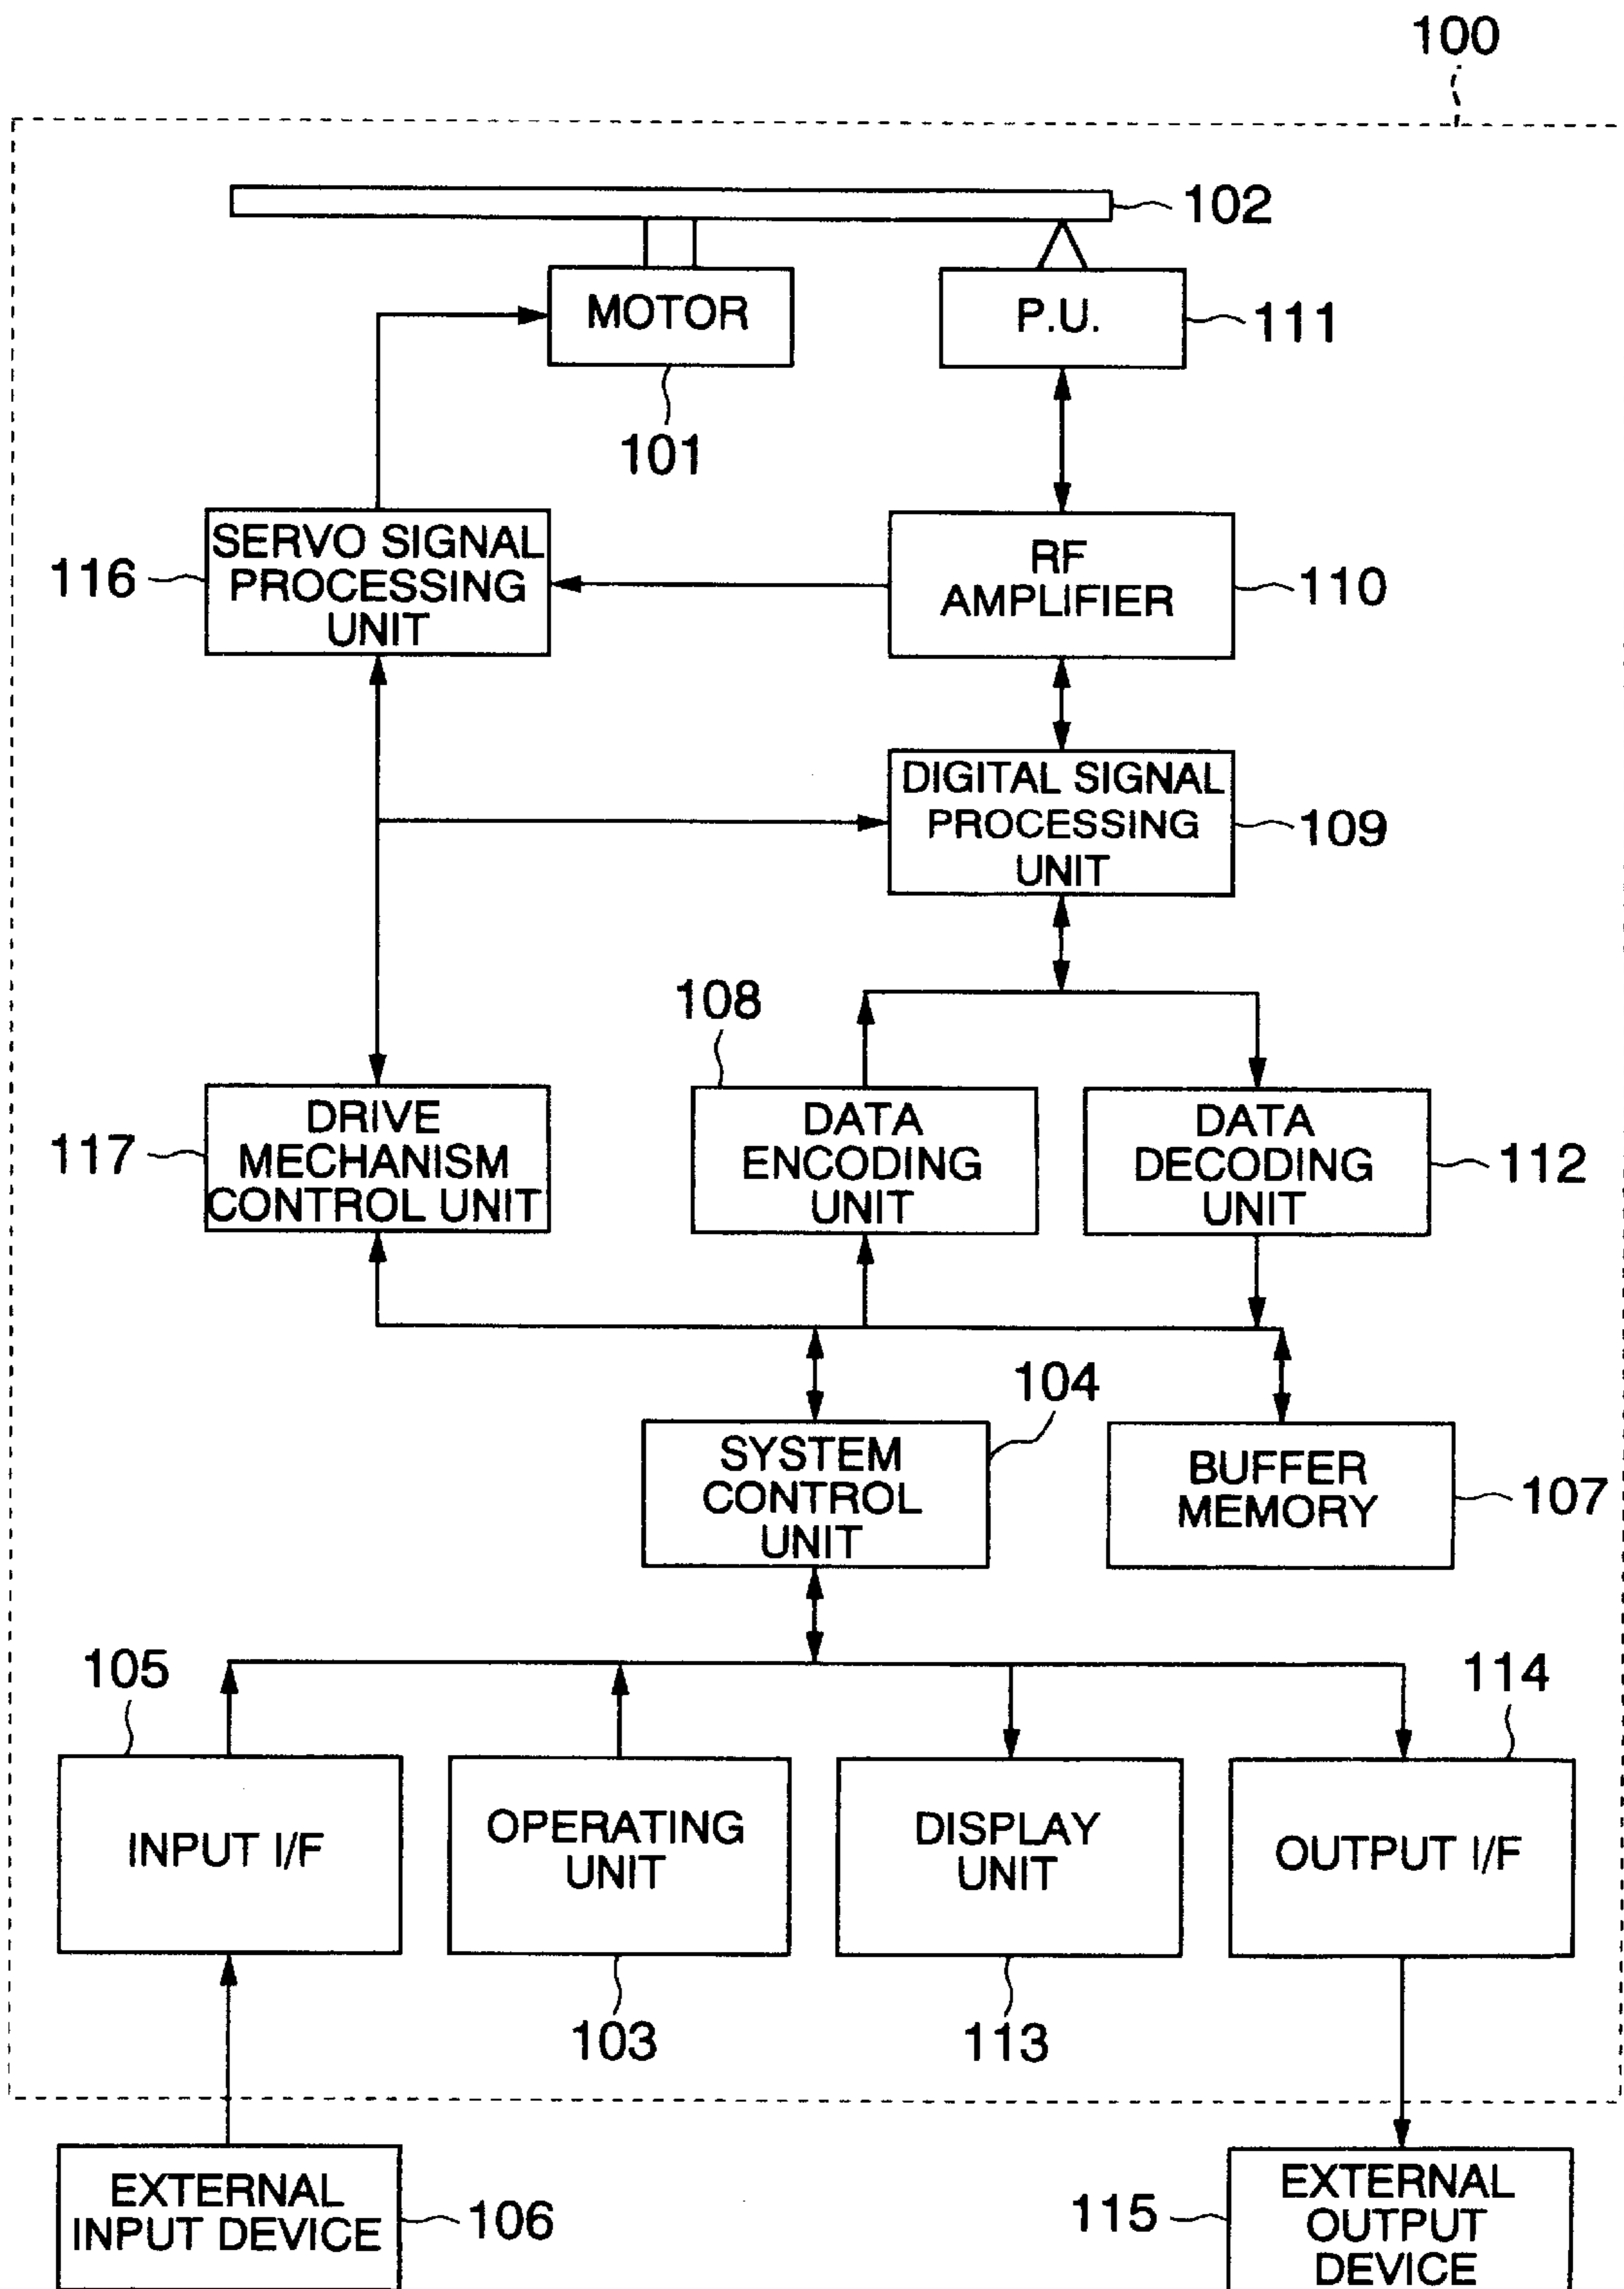 100
102
MOTOR
P.U.
111
101
SERVO SIGNAL
PROCESSING
UNIT
116
RF
AMPLIFIER
110
DIGITAL SIGNAL
PROCESSING
UNIT
109
108
117
DRIVE
MECHANISM
CONTROL UNIT
DATA
ENCODING
UNIT
DATA
DECODING
UNIT
112
104
SYSTEM
CONTROL
UNIT
BUFFER
MEMORY
107
105
114
INPUT I/F
OPERATING
UNIT
DISPLAY
UNIT
OUTPUT I/F
103
113
EXTERNAL
INPUT DEVICE
106
115
EXTERNAL
OUTPUT
DEVICE